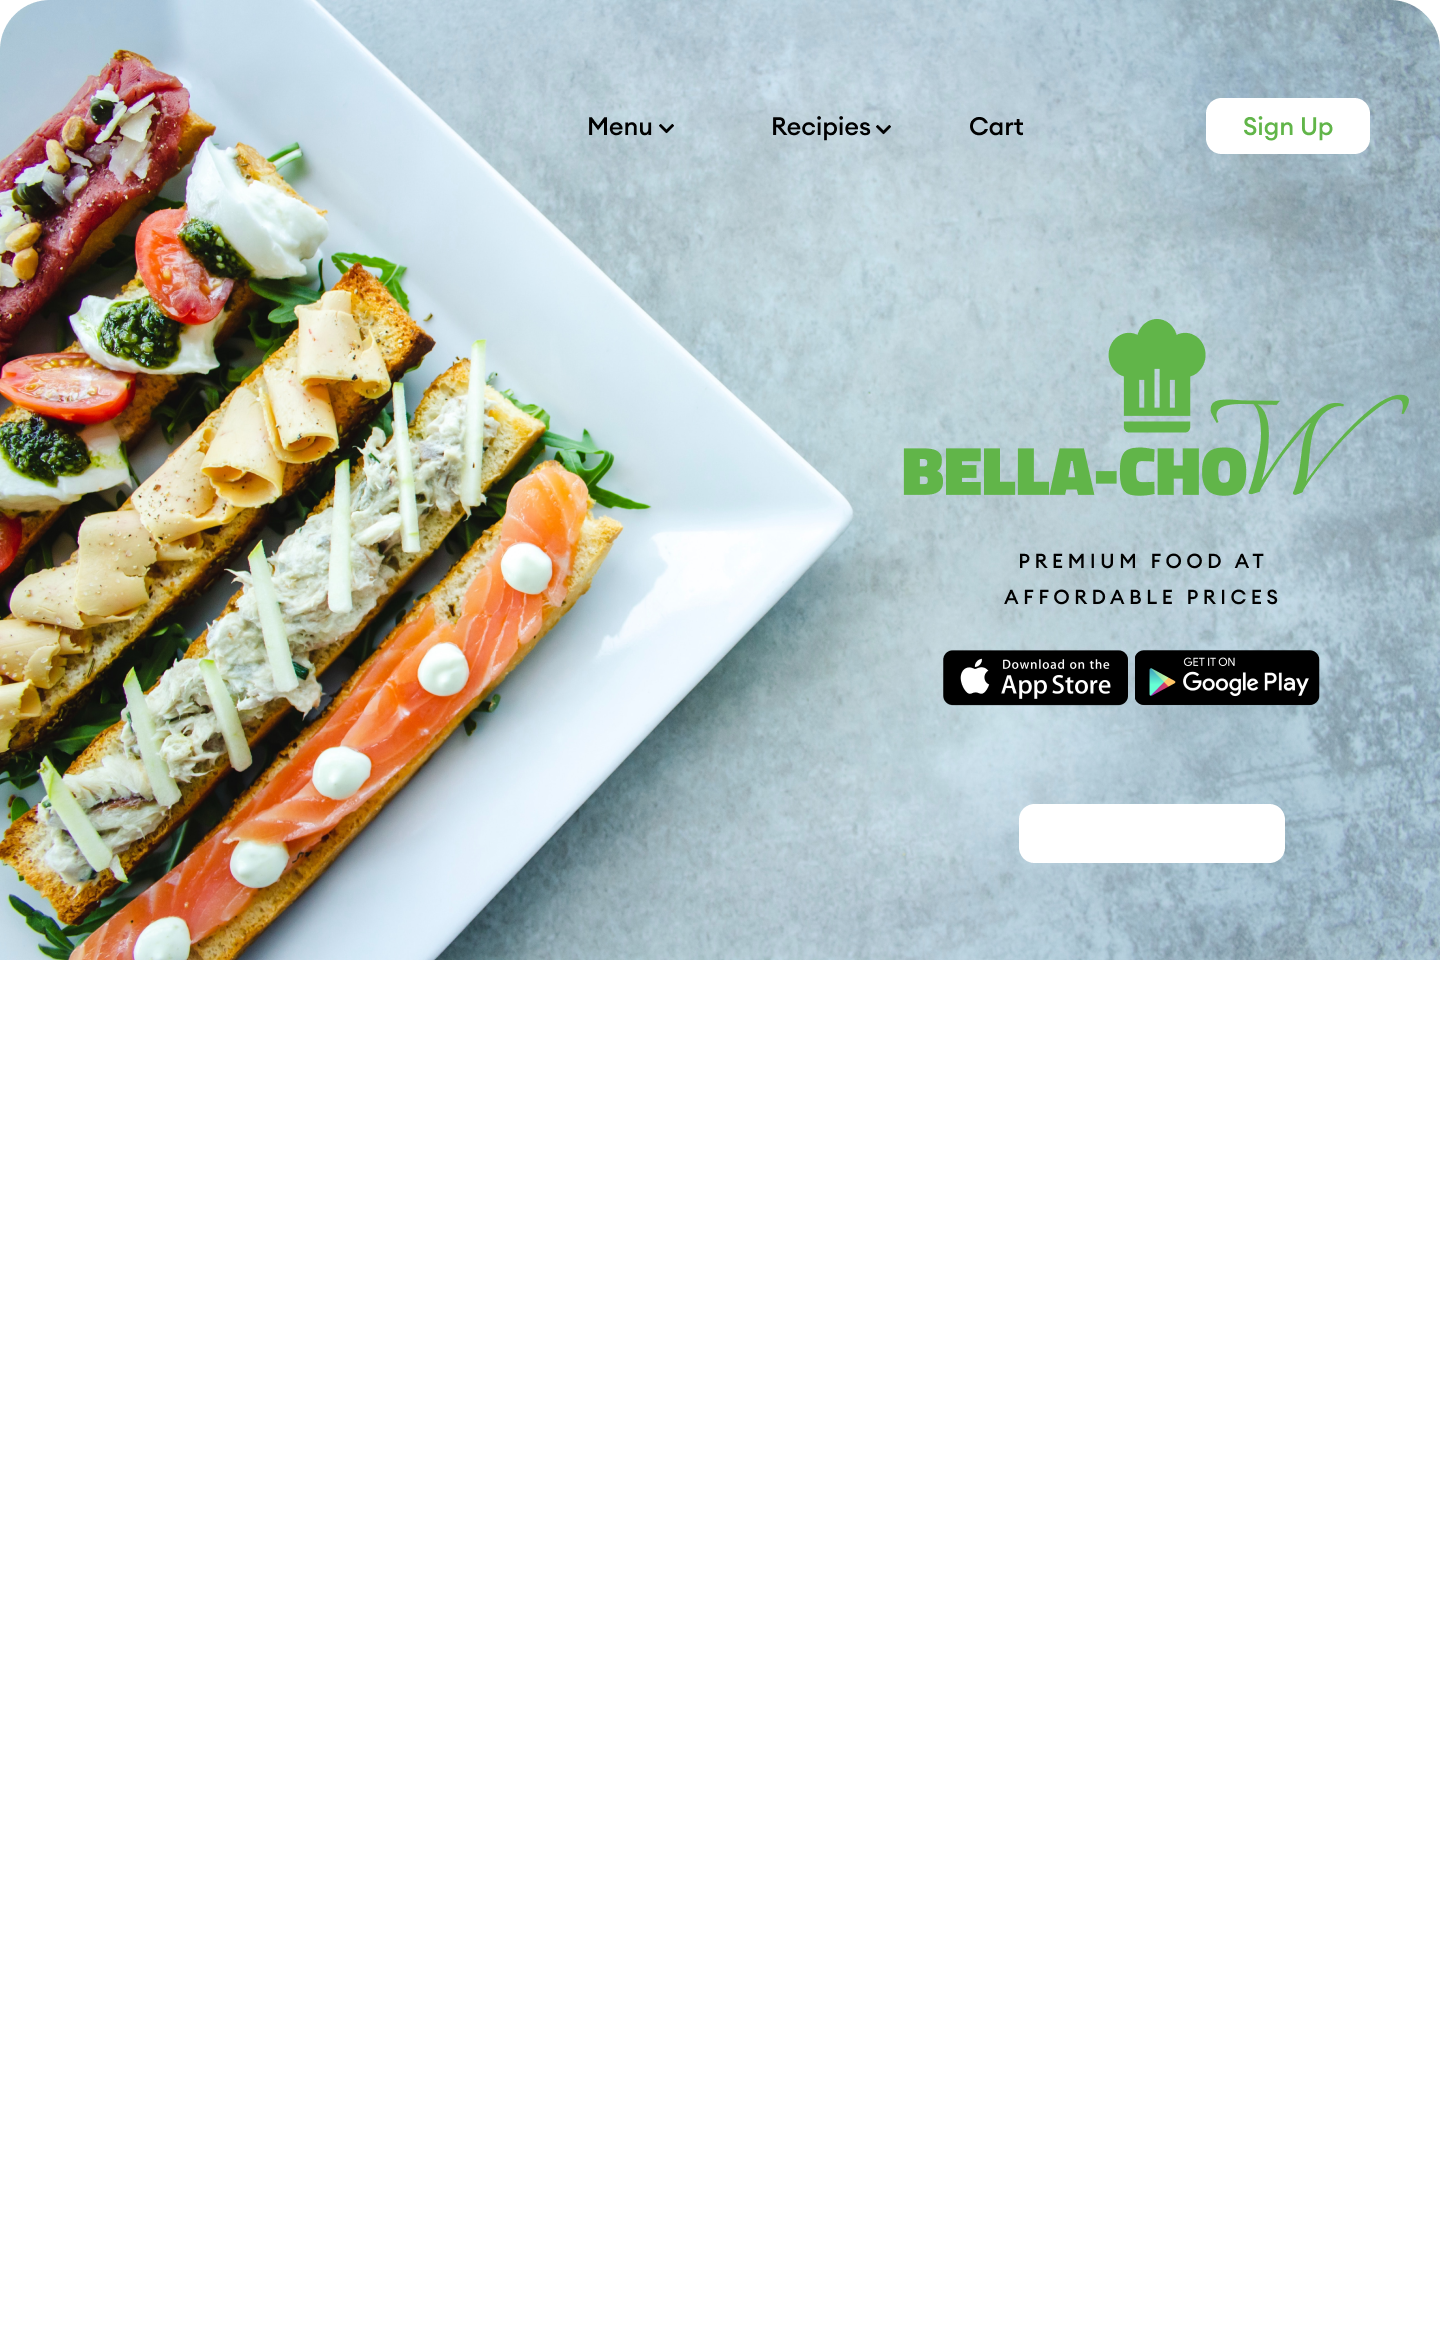 Menu Recipies Cart Sign Up
BELLA-CHOW
PREMIUM FOOD AT
AFFORDABLE PRICES
Download on the
App Store
GET IT ON
Google Play